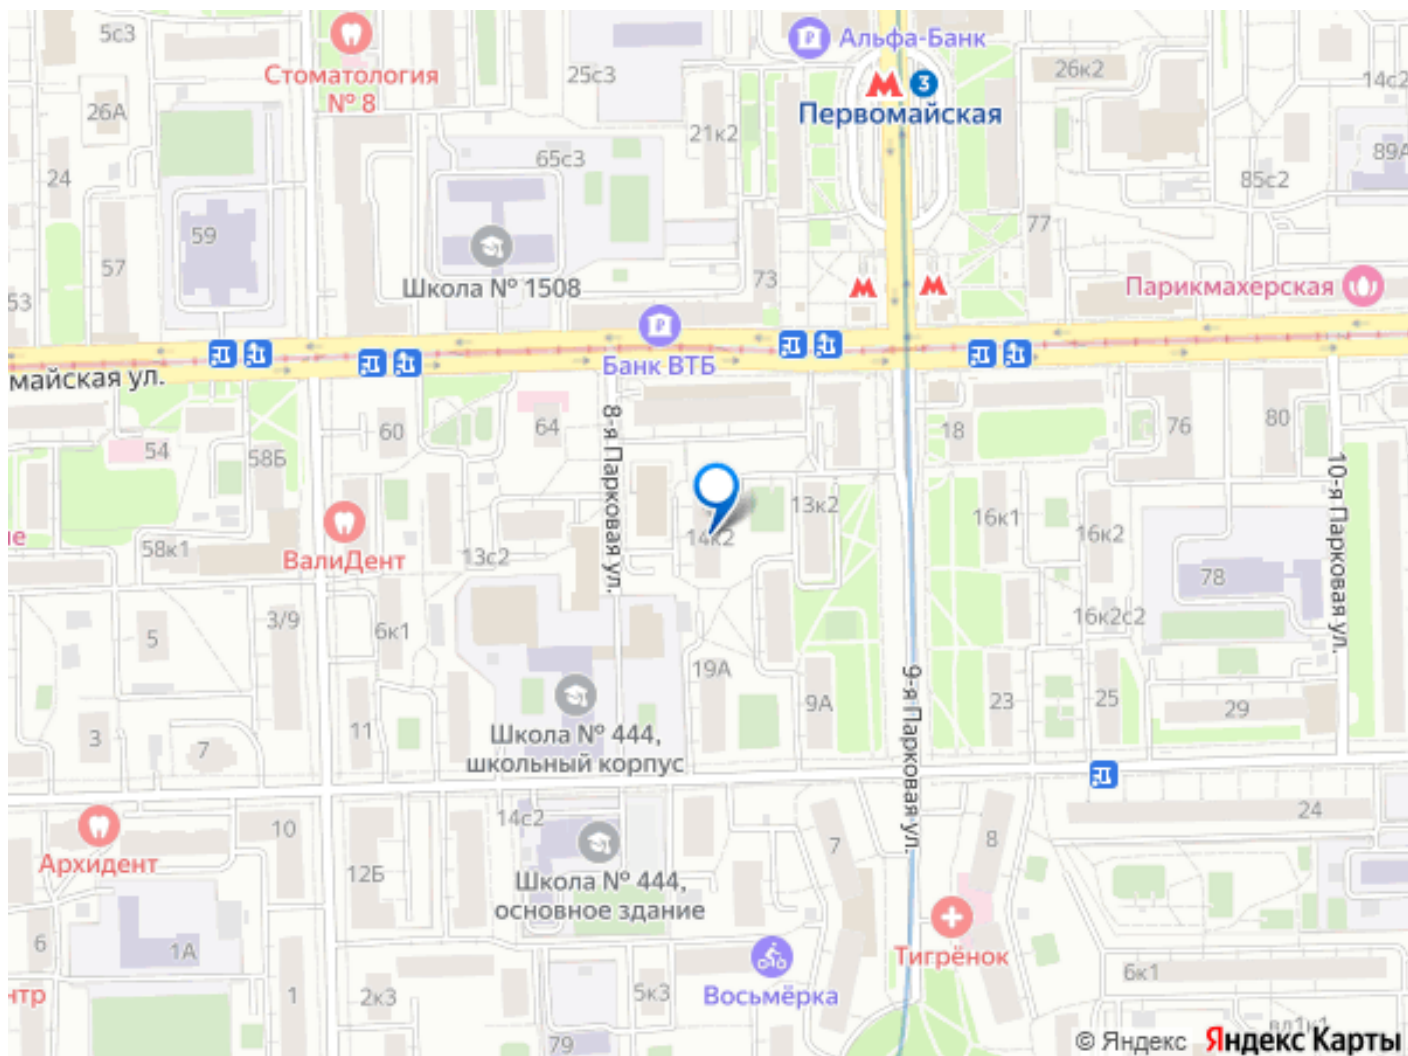 5с3
Стоматология
№ 8
25с3
Альфа-Банк
3
Первомайская
26к2
14с2
26А
21к2
65с3
89А
24
85с2
59
77
57
73
53
Школа № 1508
Парикмахерская
Банк ВТБ
майская ул.
8-я Парковая ул.
60
64
18
76
80
54
58Б
10-я Парковая ул.
13к2
16к1
16к2
14к2
58к1
ВалиДент
13с2
78
не
3/9
6к1
5
16к2с2
19А
9-я Парковая ул.
9А
23
25
29
11
3
7
Школа № 444,
школьный корпус
14с2
10
7
8
24
Архидент
12Б
Школа № 444,
основное здание
6
1А
Тигрёнок
нтр
1
2к3
5к3
Восьмёрка
6к1
79
вл1к1
© Яндекс Яндекс Карты